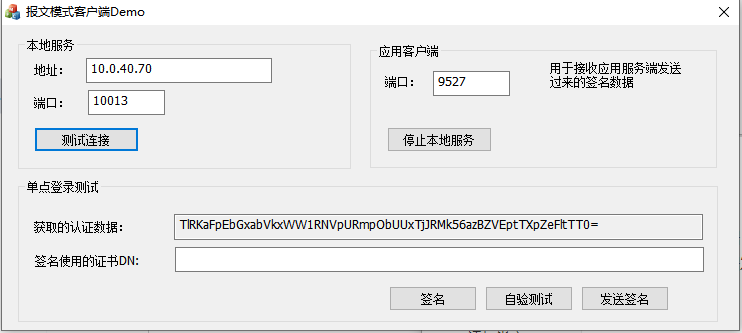 报文模式客户端Demo
本地服务
地址： 10.0.40.70
端口： 10013
测试连接
应用客户端
端口： 9527
用于接收应用服务端发送
过来的签名数据
停止本地服务
单点登录测试
获取的认证数据： TlRKaFpEbGxabVkxWW1RNVpURmpObUUxTjJRMk56azBZVEptTXpZeFltTT0=
签名使用的证书DN:
签名 自验测试 发送签名